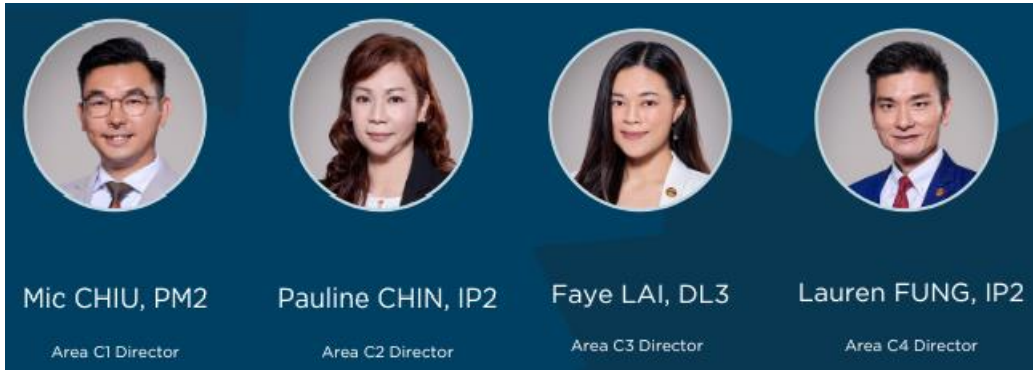 Mic CHIU, PM2
Pauline CHIN, IP2
Faye LAI, DL3
Lauren FUNG, IP2
Area C1 Director
Area C2 Director
Area C3 Director
Area C4 Director